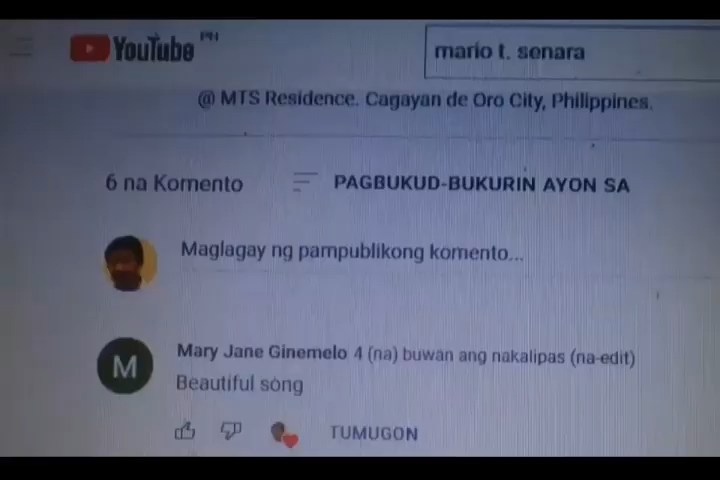 YouTube PH
mario t. senara
@ MTS Residence. Cagayan de Oro City, Philippines.
6 na Komento
PAGBUKUD-BUKURIN AYON SA
Maglagay ng pampublikong komento...
M
Mary Jane Ginemelo 4 (na) buwan ang nakalipas (na-edit)
Beautiful song
TUMUGON